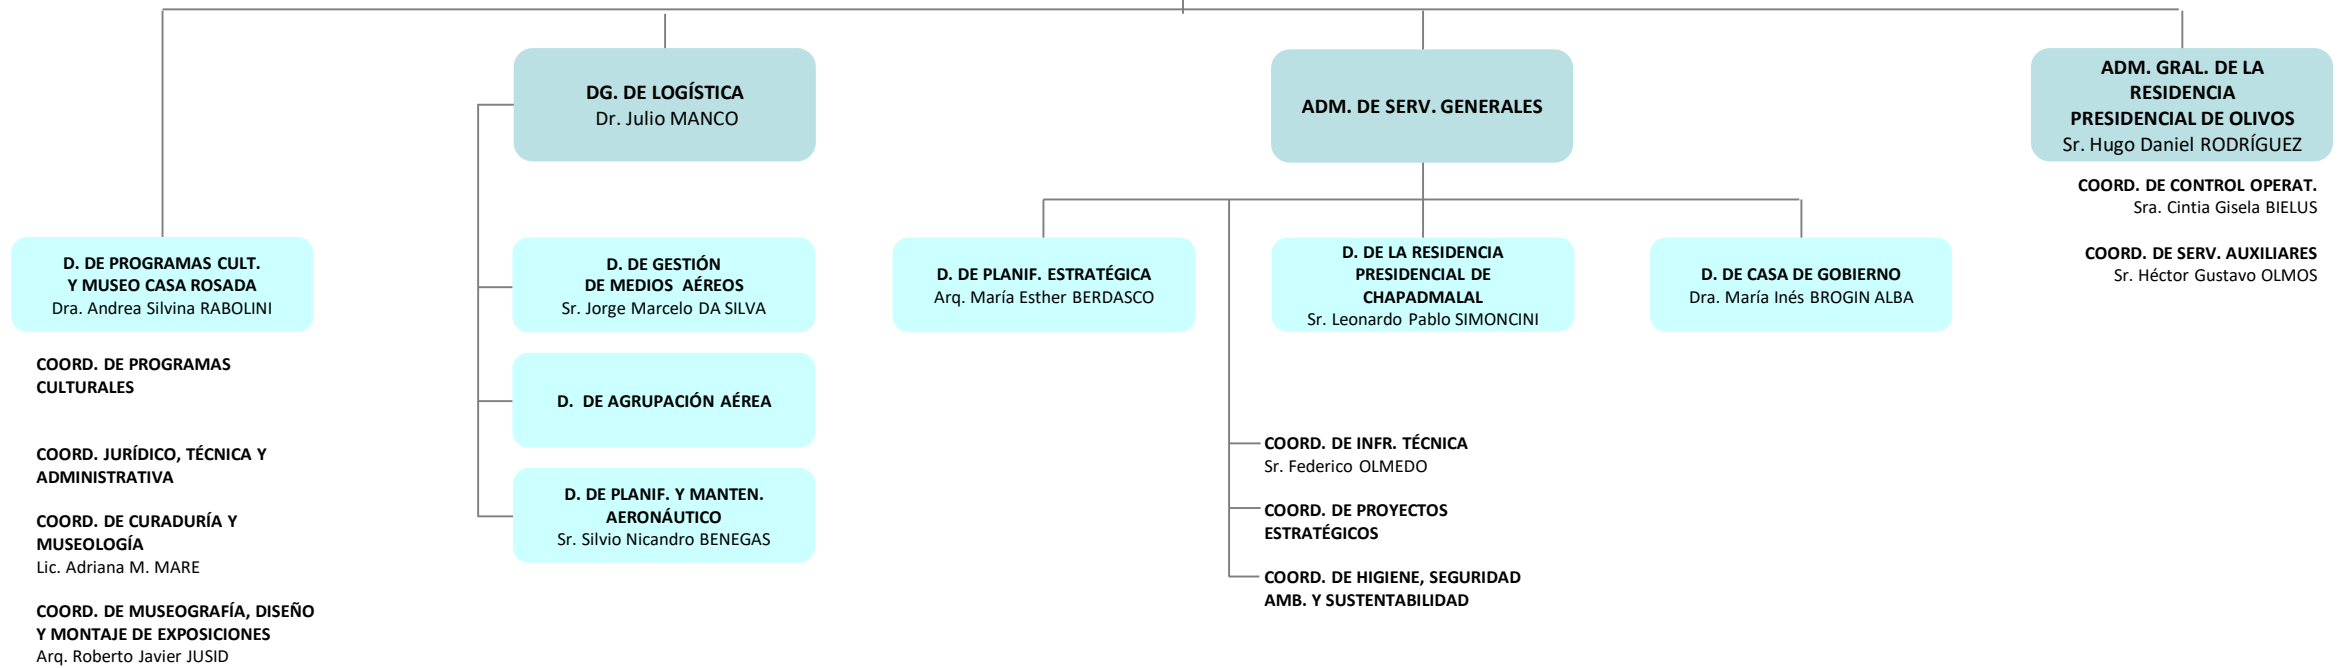 DG. DE LOGÍSTICA
Dr. Julio MANCO
ADM. DE SERV. GENERALES
ADM. GRAL. DE LA
RESIDENCIA
PRESIDENCIAL DE OLIVOS
Sr. Hugo Daniel RODRÍGUEZ
COORD. DE CONTROL OPERAT.
Sra. Cintia Gisela BIELUS
COORD. DE SERV. AUXILIARES
Sr. Héctor Gustavo OLMOS
D. DE PROGRAMAS CULT.
Y MUSEO CASA ROSADA
Dra. Andrea Silvina RABOLINI
COORD. DE PROGRAMAS
CULTURALES
COORD. JURÍDICO, TÉCNICA Y
ADMINISTRATIVA
COORD. DE CURADURÍA Y
MUSEOLOGÍA
Lic. Adriana M. MARE
COORD. DE MUSEOGRAFÍA, DISEÑO
Y MONTAJE DE EXPOSICIONES
Arq. Roberto Javier JUSID
D. DE GESTIÓN
DE MEDIOS AÉREOS
Sr. Jorge Marcelo DA SILVA
D. DE AGRUPACIÓN AÉREA
D. DE PLANIF. Y MANTEN.
AERONÁUTICO
Sr. Silvio Nicandro BENEGAS
D. DE PLANIF. ESTRATÉGICA
Arq. María Esther BERDASCO
D. DE LA RESIDENCIA
PRESIDENCIAL DE
CHAPADMALAL
Sr. Leonardo Pablo SIMONCINI
D. DE CASA DE GOBIERNO
Dra. María Inés BROGIN ALBA
COORD. DE INFR. TÉCNICA
Sr. Federico OLMEDO
COORD. DE PROYECTOS
ESTRATÉGICOS
COORD. DE HIGIENE, SEGURIDAD
AMB. Y SUSTENTABILIDAD